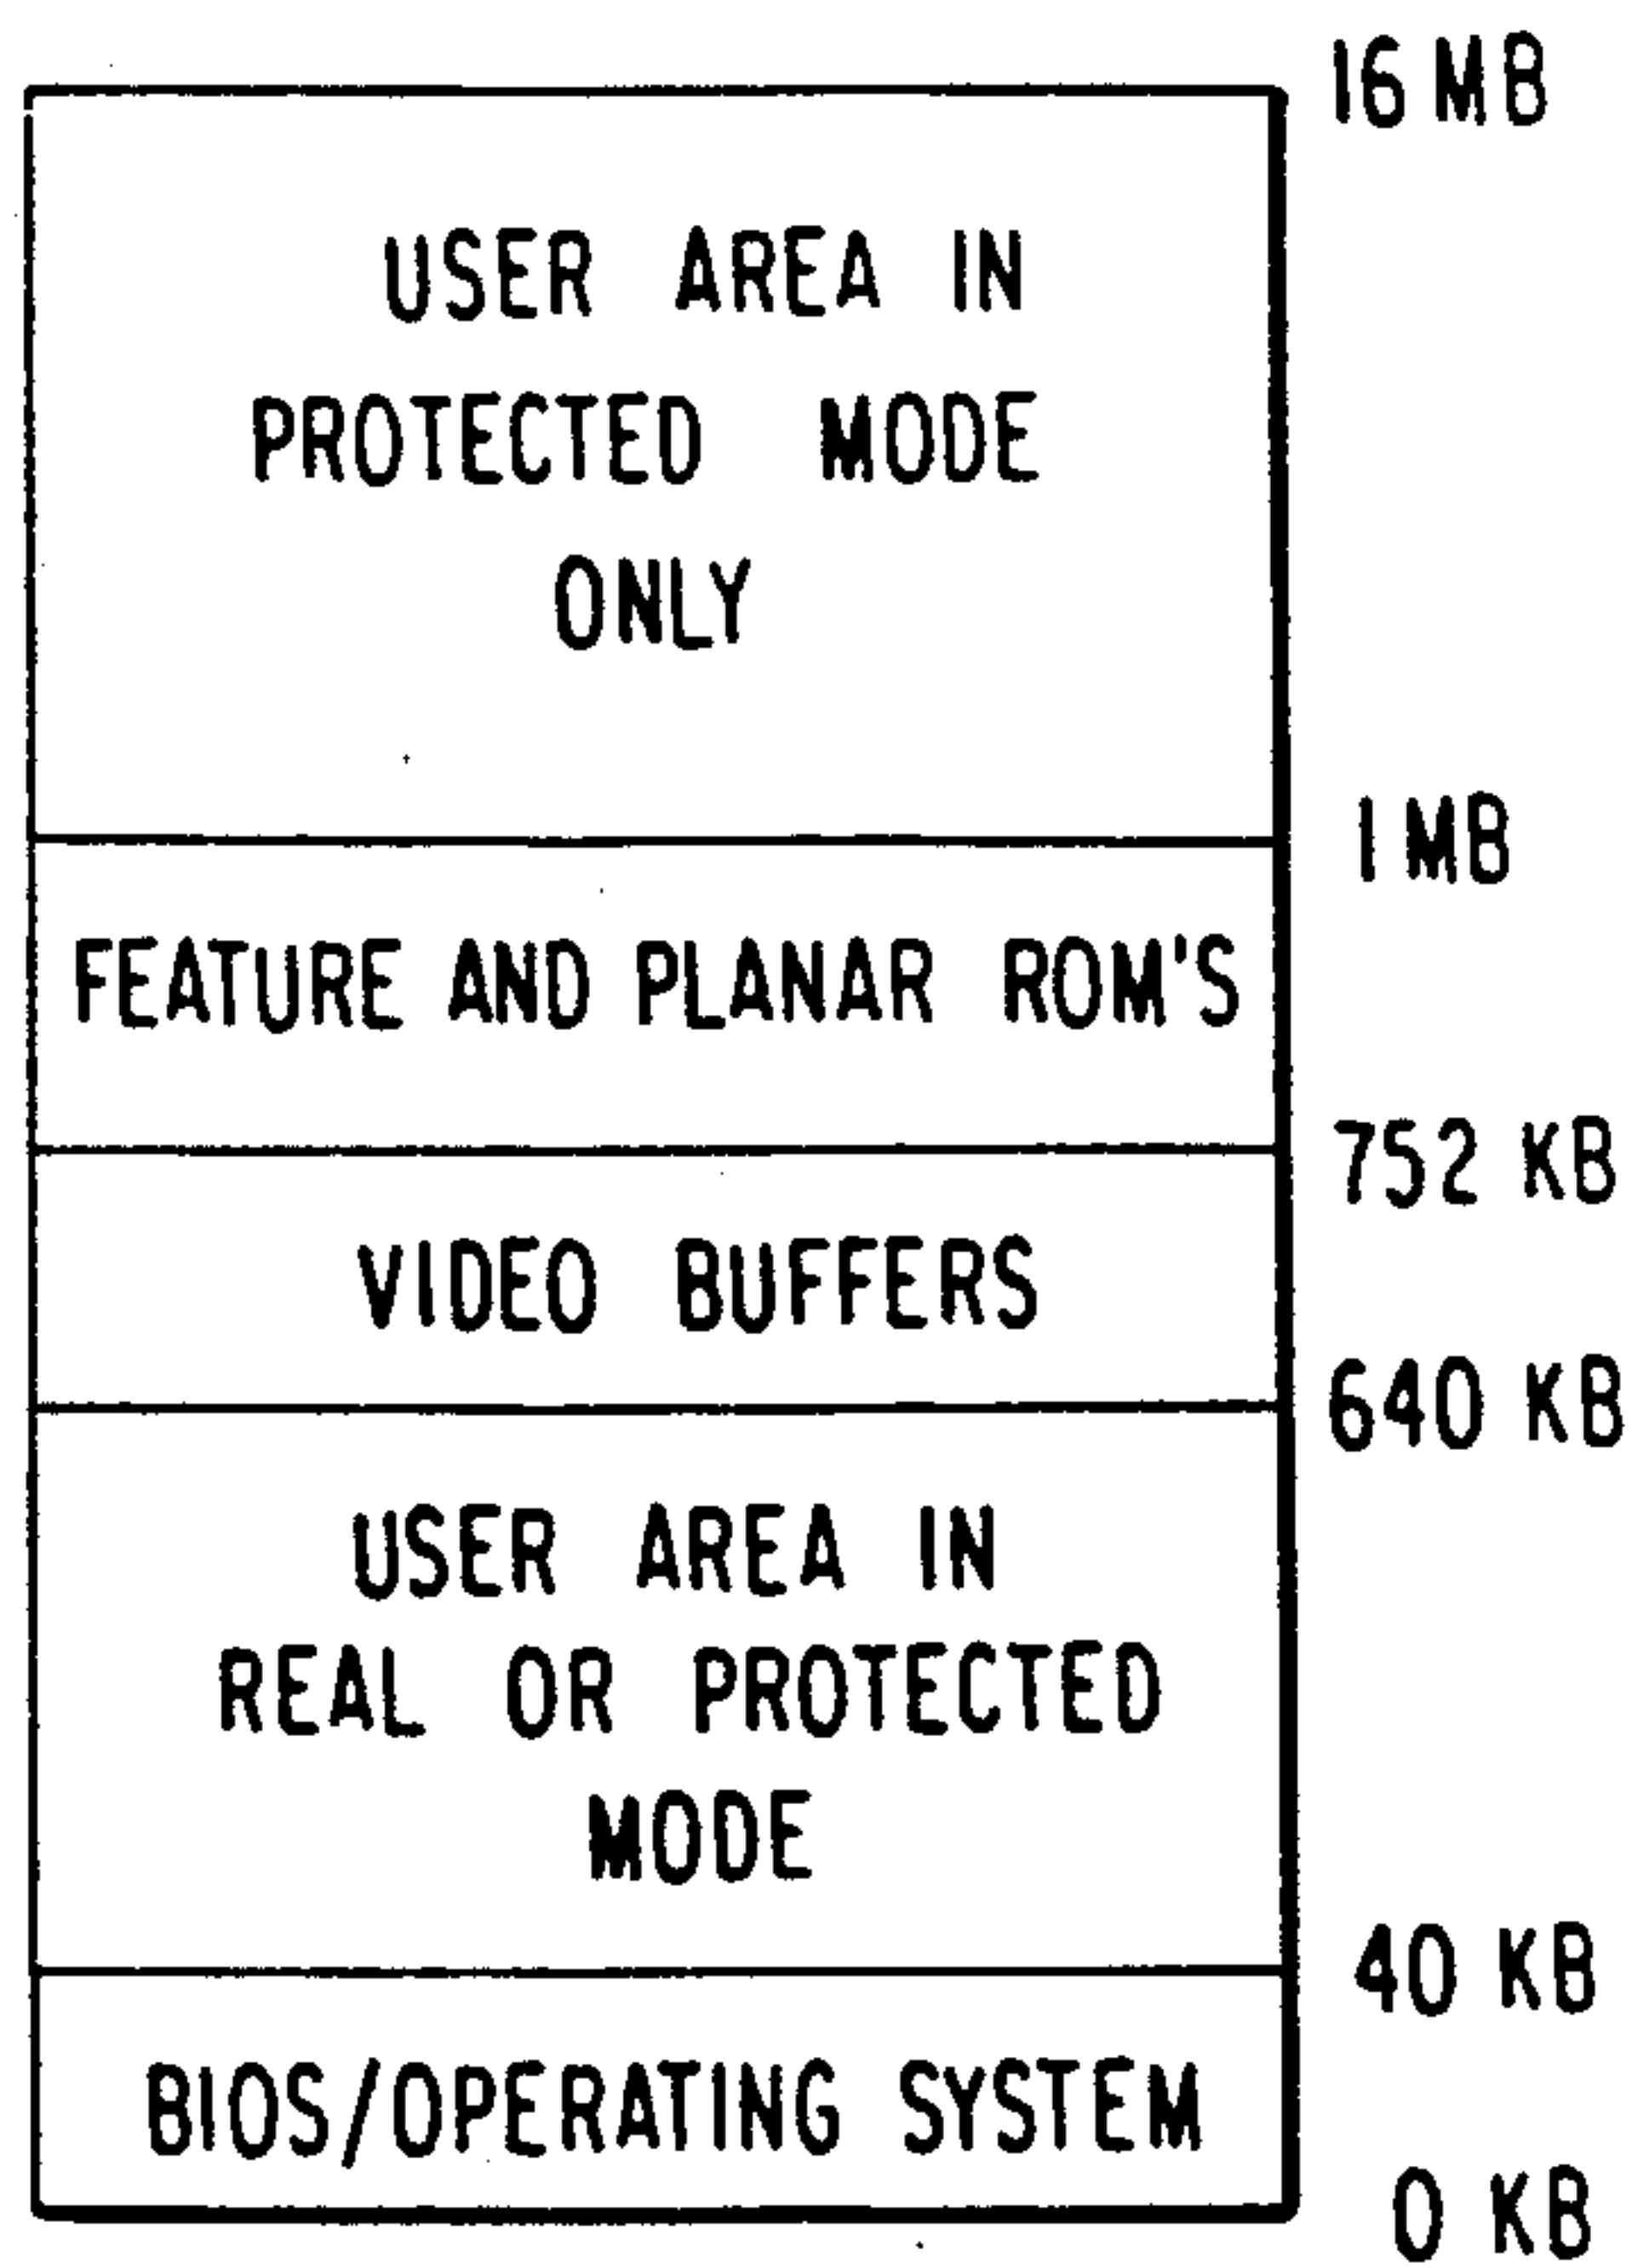 16 MB
USER AREA IN
PROTECTED MODE
ONLY
1 MB
FEATURE AND PLANAR ROM'S
752 KB
VIDEO BUFFERS
640 KB
USER AREA IN
REAL OR PROTECTED
MODE
40 KB
BIOS/OPERATING SYSTEM
0 KB